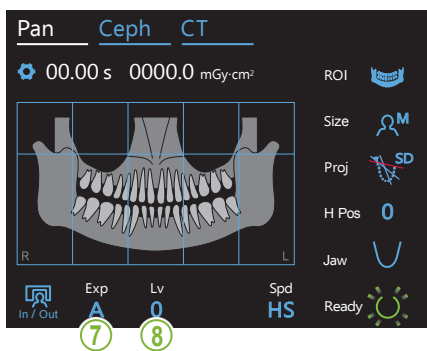 Pan Ceph CT
00.00 s 0000.0 mGy·cm²
ROI
Size M
Proj SD
H Pos 0
R L
Jaw
In / Out
Exp Lv Spd
A 0 HS
Ready
7 8